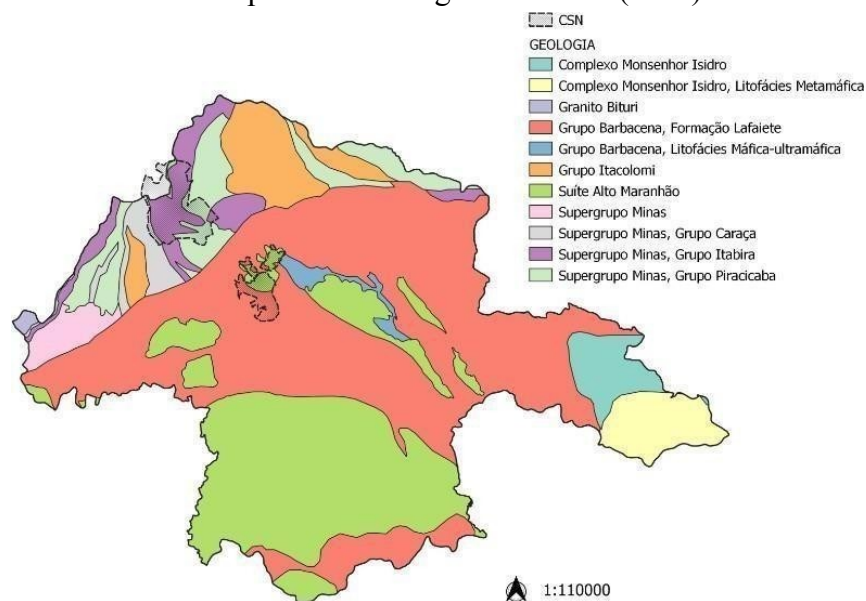 CSN
GEOLOGIA
Complexo Monsenhor Isidro
Complexo Monsenhor Isidro, Litofácies Metamáfica
Granito Bituri
Grupo Barbacena, Formação Lafaiete
Grupo Barbacena, Litofácies Máfica-ultramáfica
Grupo Itacolomi
Suíte Alto Maranhão
Supergrupo Minas
Supergrupo Minas, Grupo Caraça
Supergrupo Minas, Grupo Itabira
Supergrupo Minas, Grupo Piracicaba
1:110000